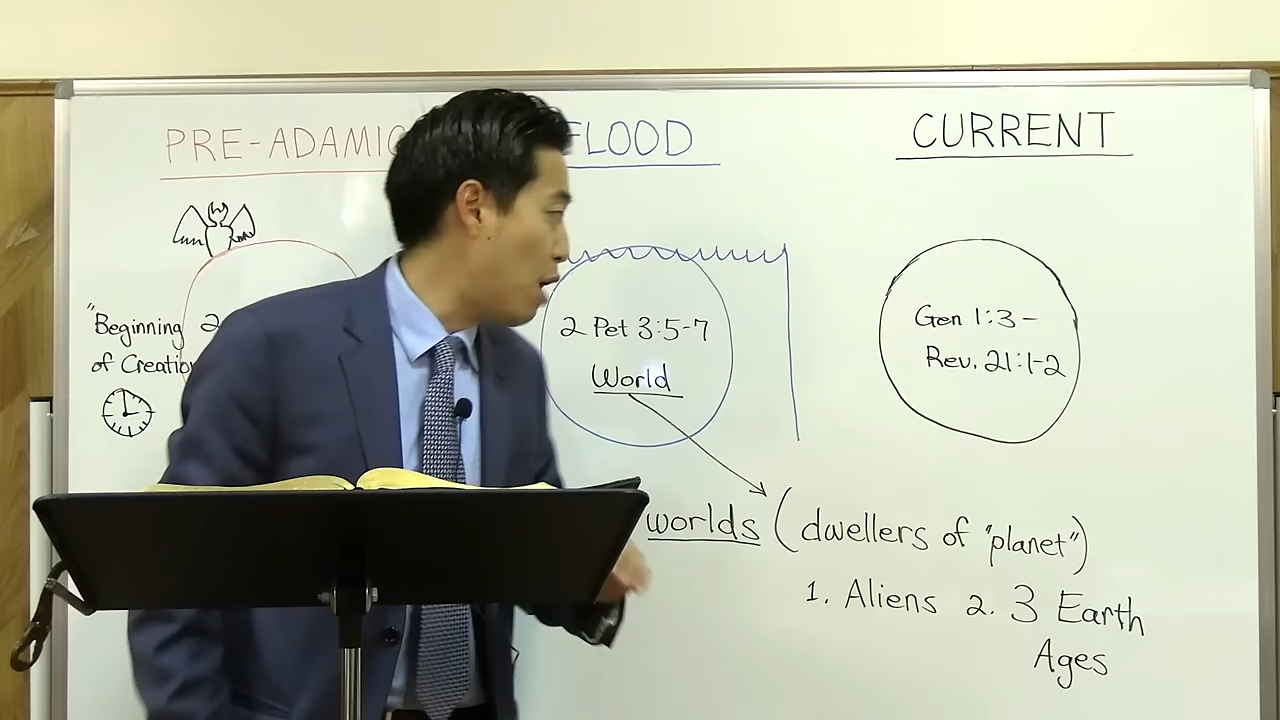 PRE-ADAMIC
FLOOD
CURRENT
"Beginning
of Creation
2
2 Pet 3:5-7
World
Gen 1:3-
Rev. 21:1-2
worlds (dwellers of "planet")
1. Aliens 2. 3 Earth
Ages